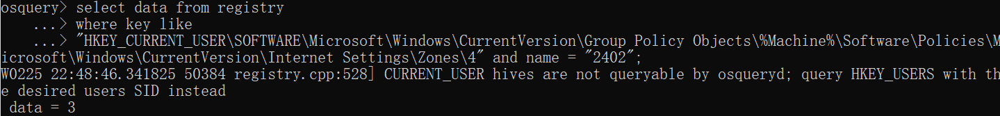 osquery> select data from registry
...> where key like
...> "HKEY_CURRENT_USER\SOFTWARE\Microsoft\Windows\CurrentVersion\Group Policy Objects\%Machine%\Software\Policies\M
icrosoft\Windows\CurrentVersion\Internet Settings\Zones\4" and name = "2402";
W0225 22:48:46.341825 50384 registry.cpp:528] CURRENT_USER hives are not queryable by osqueryd; query HKEY_USERS with th
e desired users SID instead
data = 3